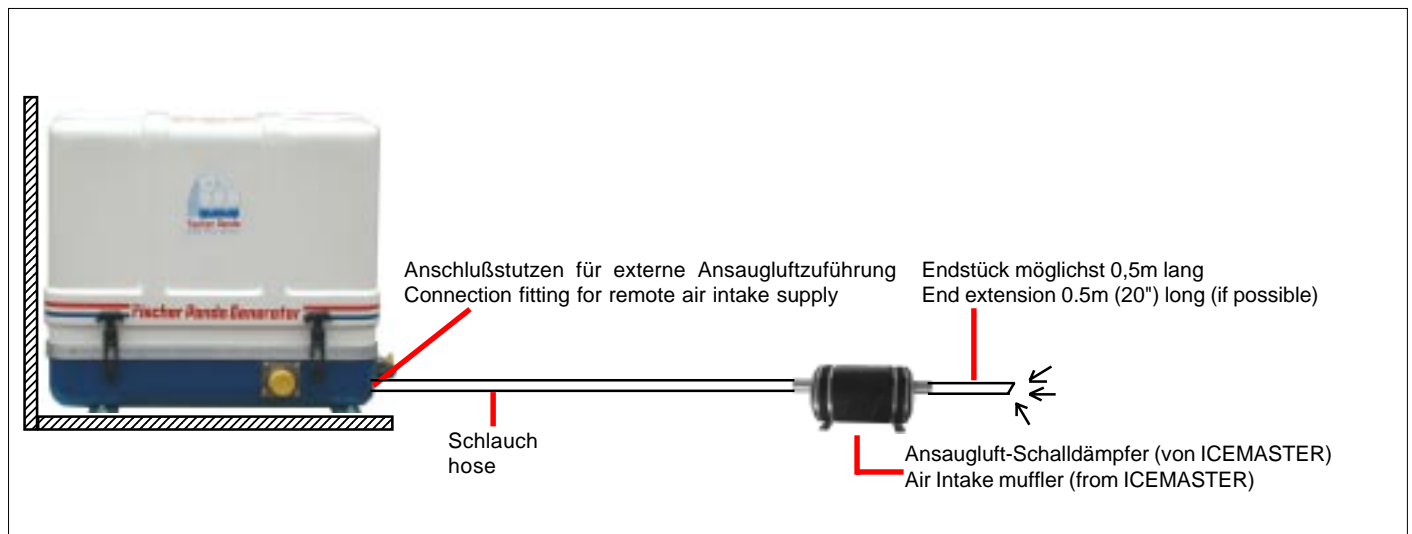 Fischer Panda
Fischer Panda Generator
Anschlußstutzen für externe Ansaugluftzuführung
Connection fitting for remote air intake supply
Endstück möglichst 0,5m lang
End extension 0.5m (20") long (if possible)
Schlauch
hose
Ansaugluft-Schalldämpfer (von ICEMASTER)
Air Intake muffler (from ICEMASTER)